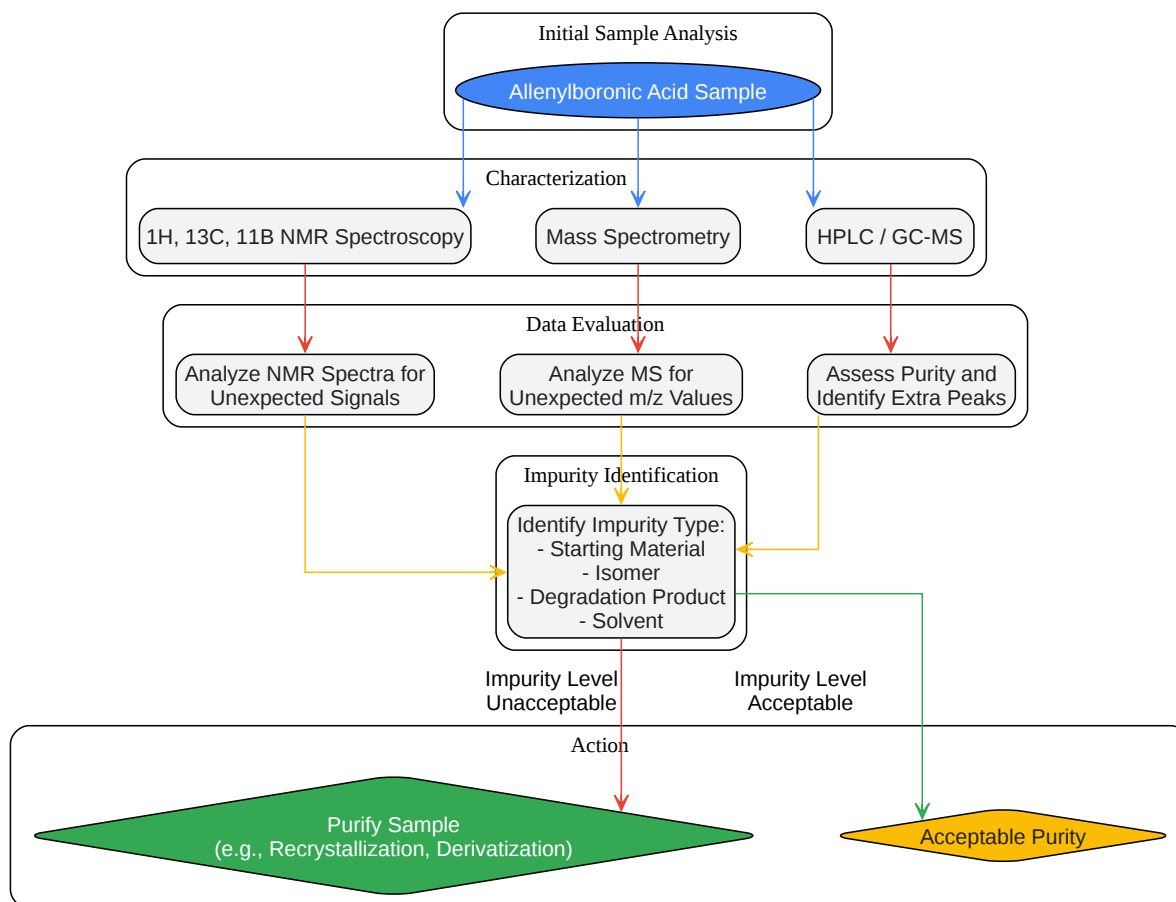 Initial Sample Analysis
Allenylboronic Acid Sample
Characterization
1H, 13C, 11B NMR Spectroscopy
Mass Spectrometry
HPLC / GC-MS
Data Evaluation
Analyze NMR Spectra for
Unexpected Signals
Analyze MS for
Unexpected m/z Values
Assess Purity and
Identify Extra Peaks
Impurity Identification
Identify Impurity Type:
- Starting Material
- Isomer
- Degradation Product
- Solvent
Impurity Level
Unacceptable
Impurity Level
Acceptable
Action
Purify Sample
(e.g., Recrystallization, Derivatization)
Acceptable Purity